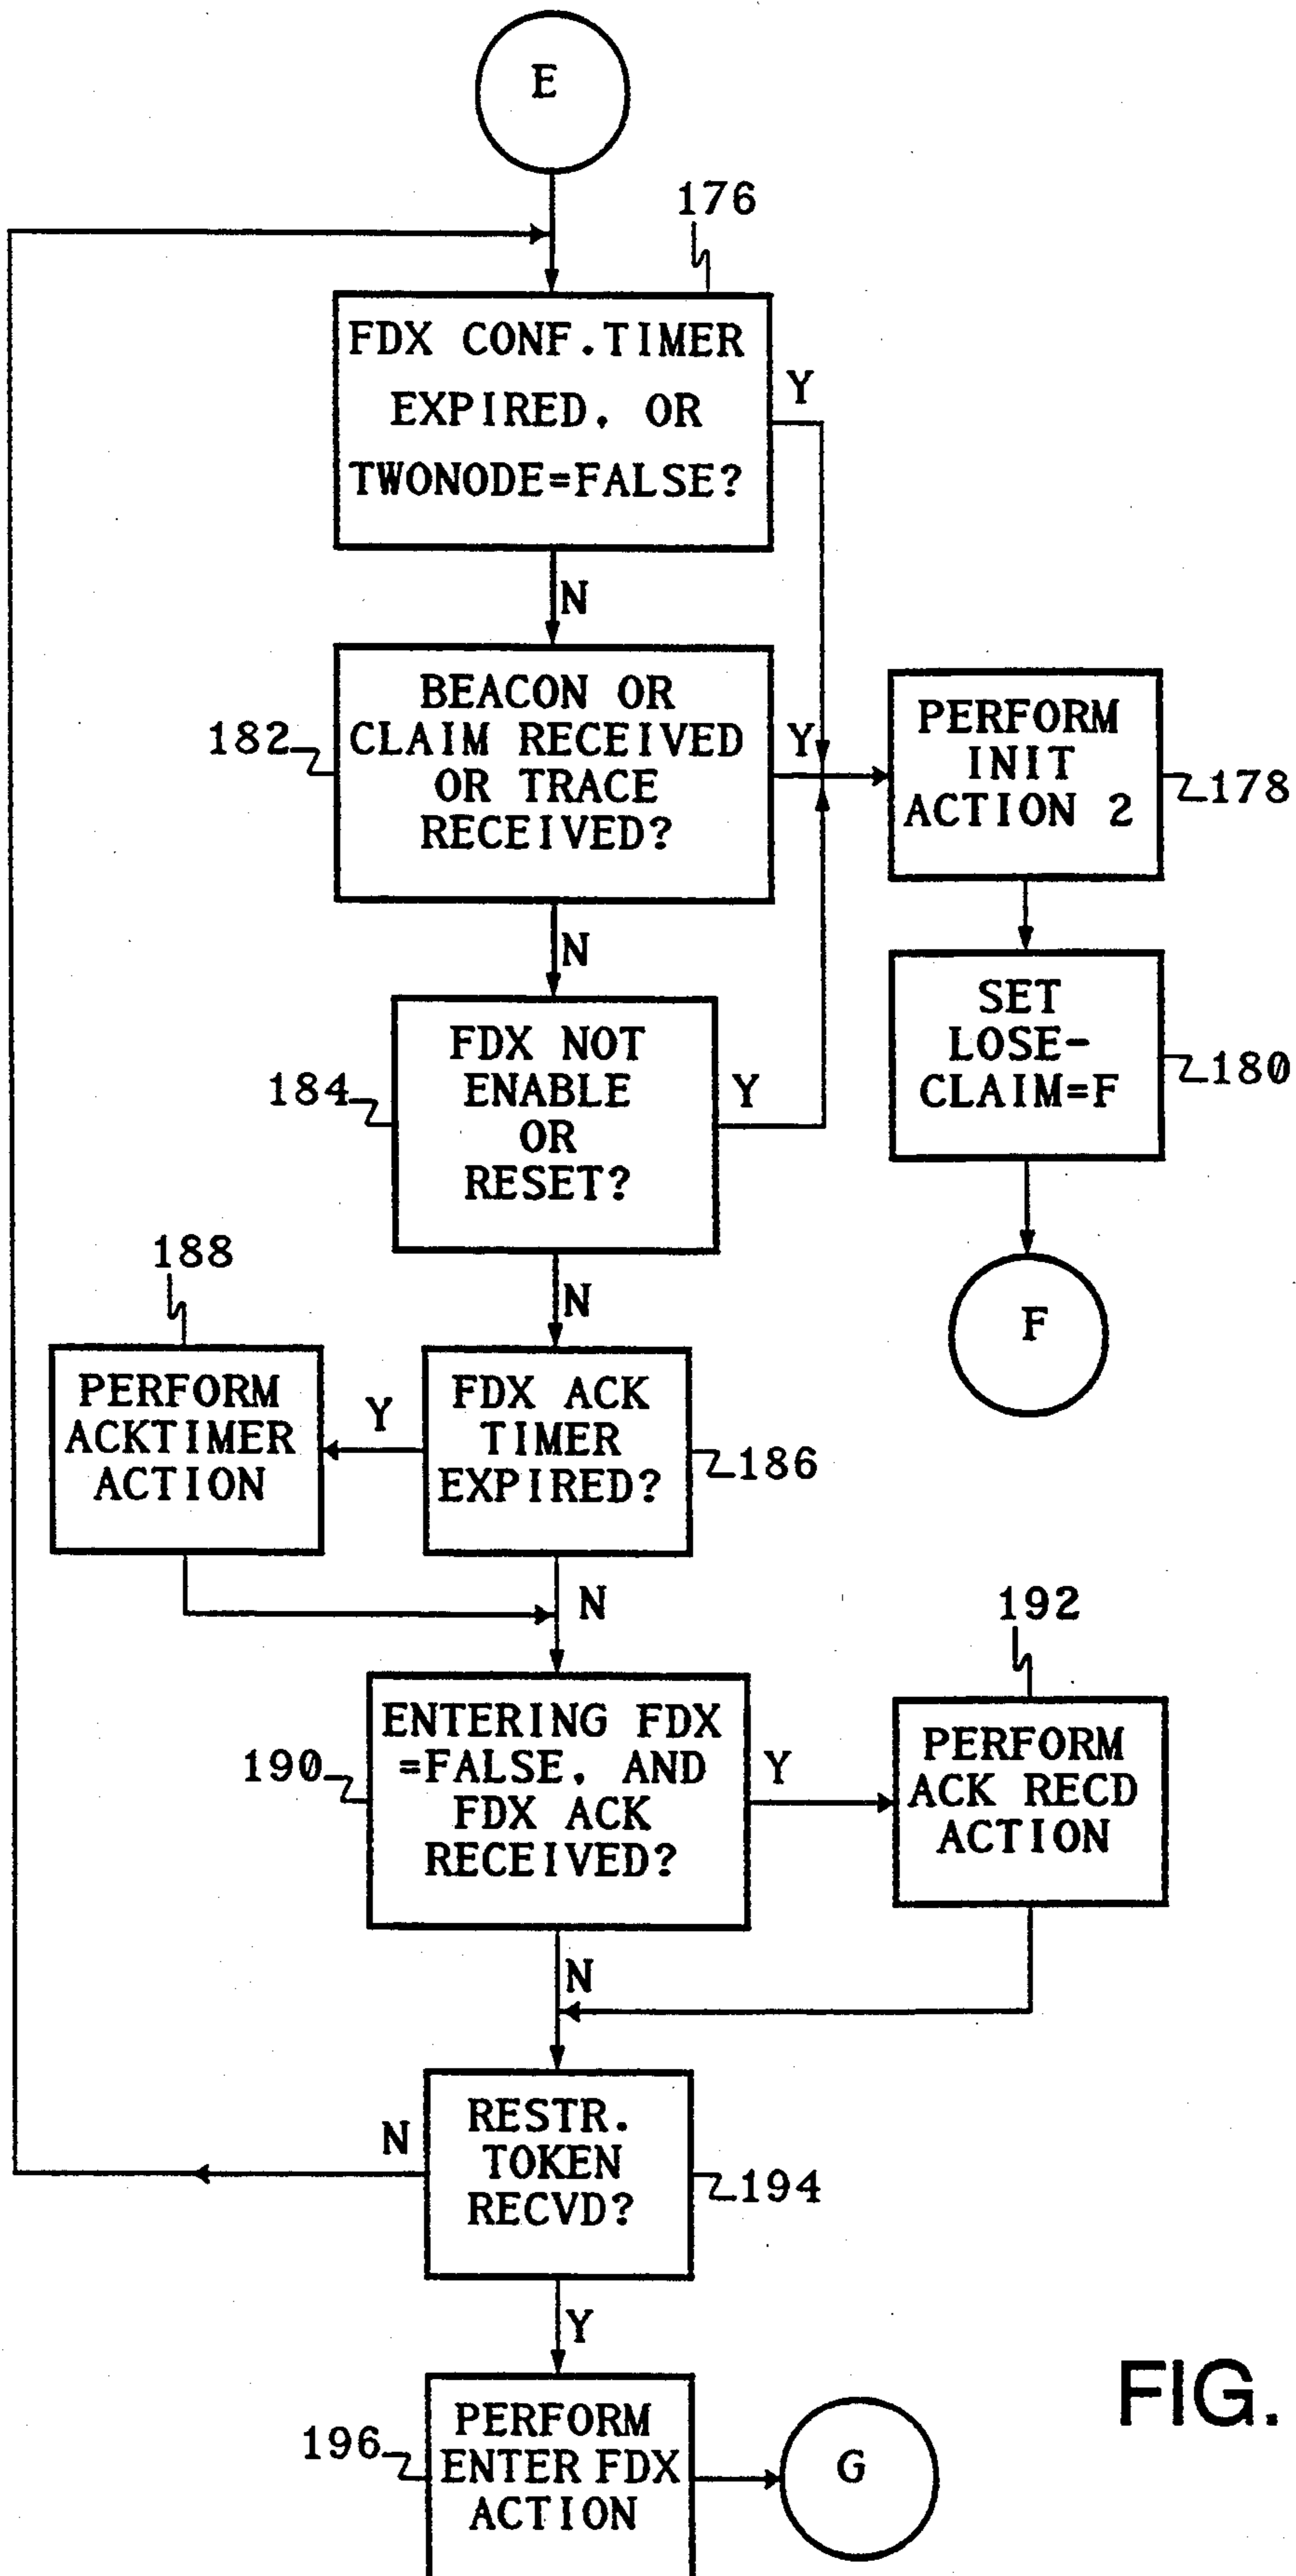 E
176
FDX CONF.TIMER
EXPIRED, OR
TWONODE=FALSE?
Y
N
182
BEACON OR
CLAIM RECEIVED
OR TRACE
RECEIVED?
Y
PERFORM
INIT
ACTION 2
178
N
184
FDX NOT
ENABLE
OR
RESET?
Y
SET
LOSE-
CLAIM=F
180
N
F
188
PERFORM
ACKTIMER
ACTION
Y
FDX ACK
TIMER
EXPIRED?
186
N
190
ENTERING FDX
=FALSE, AND
FDX ACK
RECEIVED?
Y
192
PERFORM
ACK RECD
ACTION
N
RESTR.
TOKEN
RECVD?
N
194
Y
196
PERFORM
ENTER FDX
ACTION
G
FIG.